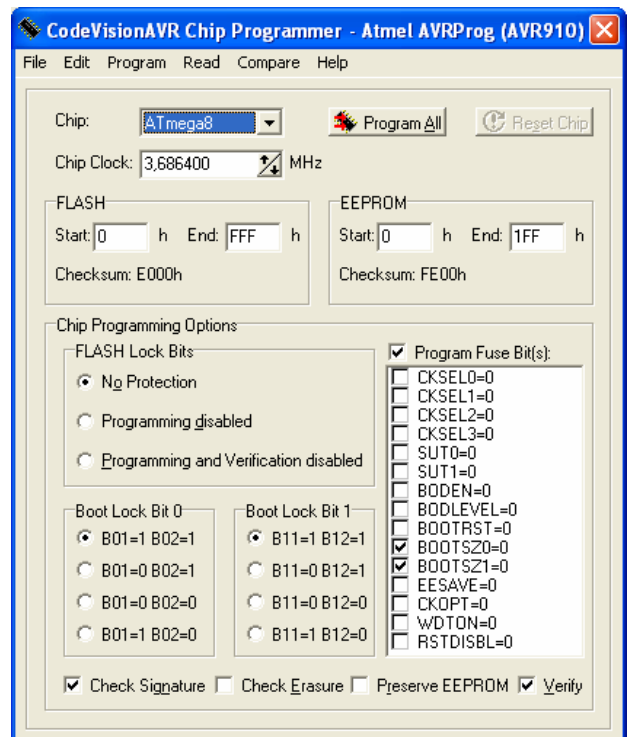 CodeVisionAVR Chip Programmer - Atmel AVRProg (AVR910)
File Edit Program Read Compare Help
Chip: ATmega8 Program All Reset Chip
Chip Clock: 3,686400 MHz
FLASH
Start: 0 h End: FFF h
Checksum: E000h
EEPROM
Start: 0 h End: 1FF h
Checksum: FE00h
Chip Programming Options
FLASH Lock Bits
No Protection
Programming disabled
Programming and Verification disabled
Boot Lock Bit 0
B01=1 B02=1
B01=0 B02=1
B01=0 B02=0
B01=1 B02=0
Boot Lock Bit 1
B11=1 B12=1
B11=0 B12=1
B11=0 B12=0
B11=1 B12=0
Program Fuse Bit(s):
CKSEL0=0
CKSEL1=0
CKSEL2=0
CKSEL3=0
SUT0=0
SUT1=0
BODEN=0
BODLEVEL=0
BOOTRST=0
BOOTSZ0=0
BOOTSZ1=0
EESAVE=0
CKOPT=0
WDTON=0
RSTDISBL=0
Check Signature Check Erasure Preserve EEPROM Verify